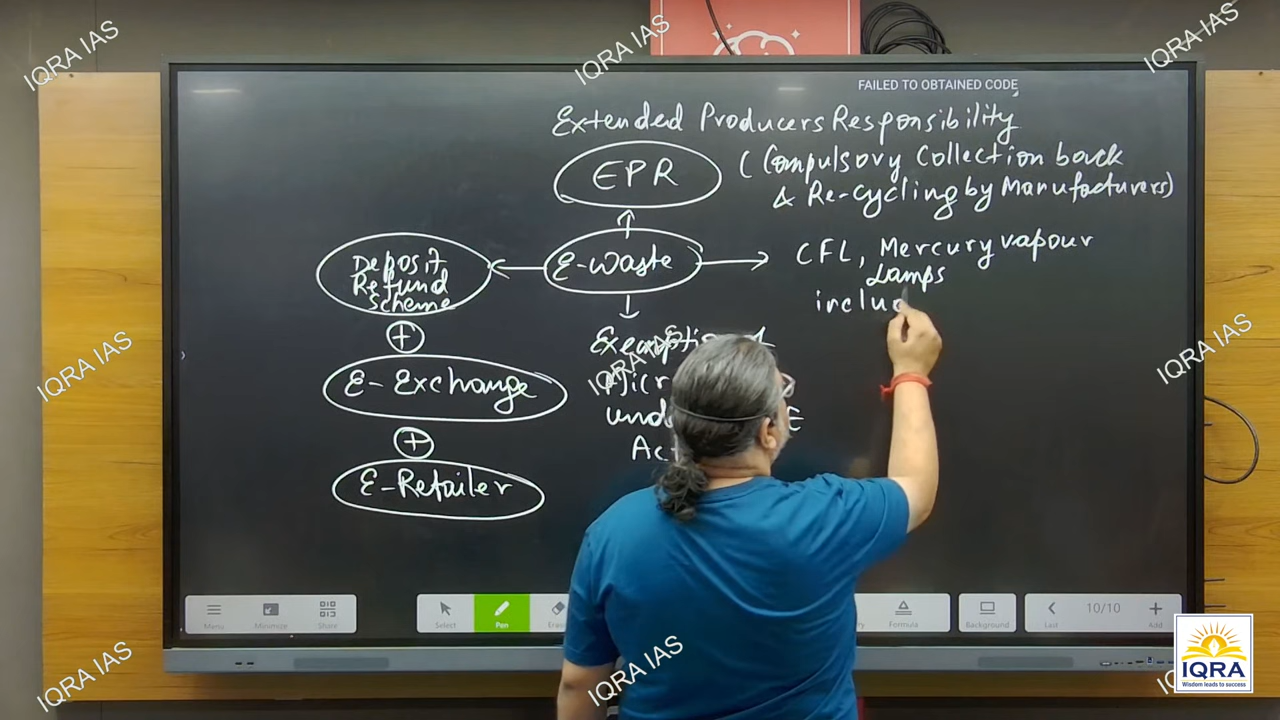 FAILED TO OBTAINED CODE
Extended Producers Responsibility
EPR
(Compulsory Collection back
& Re-cycling by Manufacturers)
Deposit
Refund
scheme
E-Waste
CFL, Mercury vapour
Lamps
+
E-Exchange
+
E-Retailer
Menu
Minimize
Share
Select
Pen
Formula
Background
Last
10/10
Add
IQRA IAS
IQRA IAS
IQRA IAS
IQRA IAS
IQRA IAS
IQRA IAS
IQRA IAS
IQRA
Wisdom leads to success